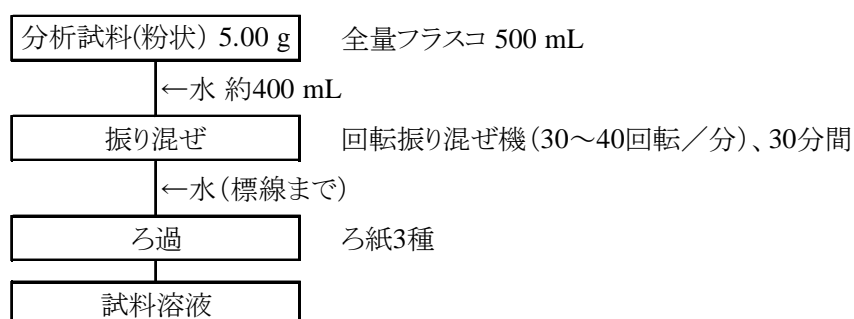 分析試料(粉状) 5.00 g 全量フラスコ 500 mL
←水 約400 mL
振り混ぜ 回転振り混ぜ機(30~40回転/分)、30分間
←水(標線まで)
ろ過 ろ紙3種
試料溶液